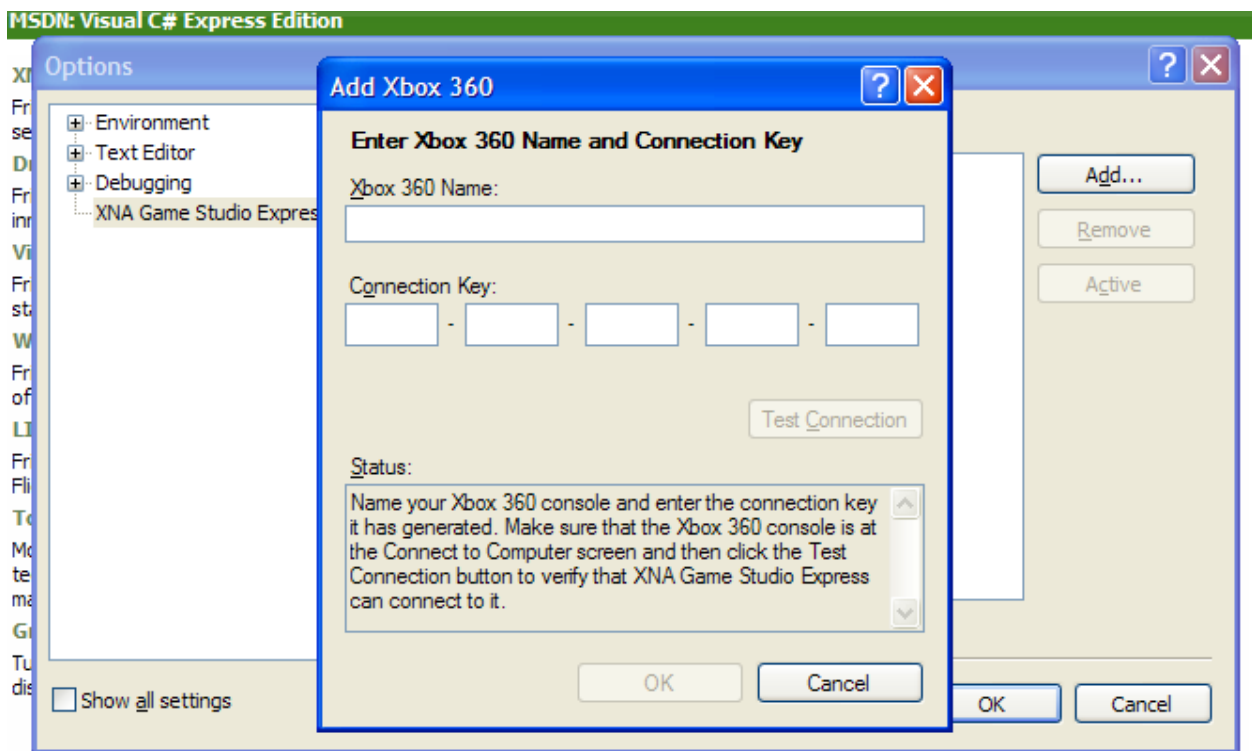 MSDN: Visual C# Express Edition
Options
Environment
Text Editor
Debugging
XNA Game Studio Expres
Show all settings
Add Xbox 360
Enter Xbox 360 Name and Connection Key
Xbox 360 Name:
Connection Key:
- - - -
Test Connection
Status:
Name your Xbox 360 console and enter the connection key
it has generated. Make sure that the Xbox 360 console is at
the Connect to Computer screen and then click the Test
Connection button to verify that XNA Game Studio Express
can connect to it.
OK
Cancel
Add...
Remove
Active
OK
Cancel